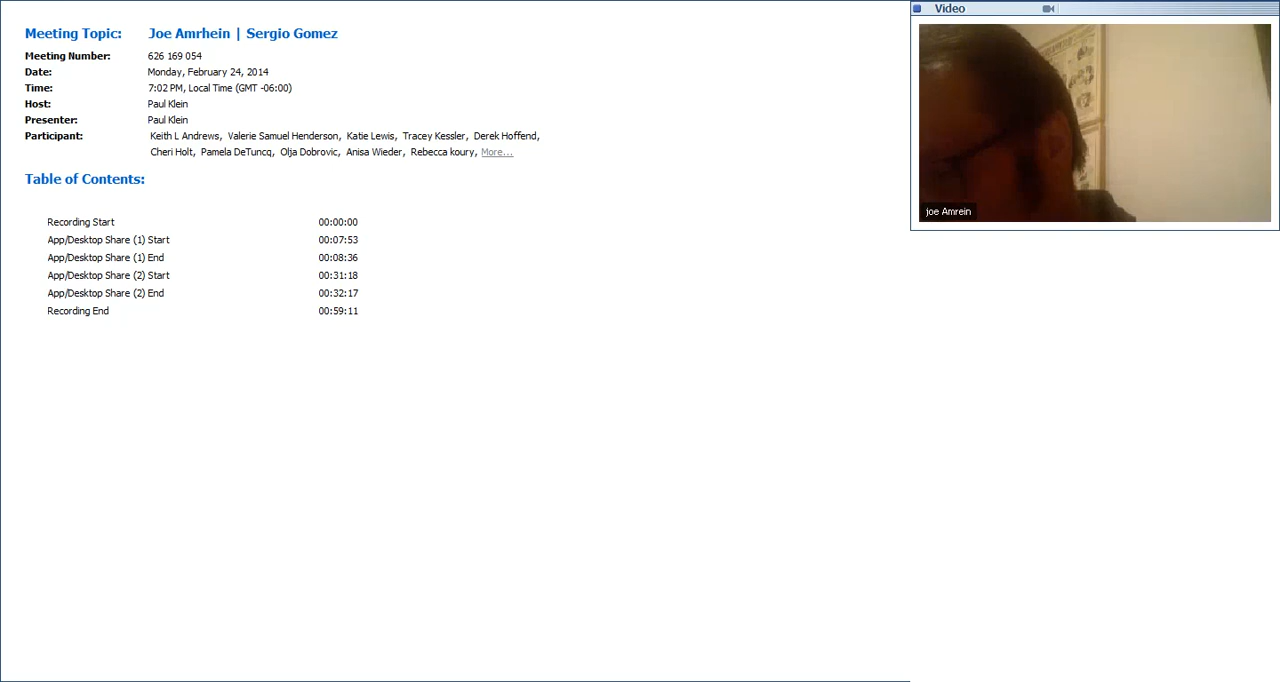 Meeting Topic: Joe Amrhein | Sergio Gomez
Meeting Number: 626 169 054
Date: Monday, February 24, 2014
Time: 7:02 PM, Local Time (GMT -06:00)
Host: Paul Klein
Presenter: Paul Klein
Participant: Keith L Andrews, Valerie Samuel Henderson, Katie Lewis, Tracey Kessler, Derek Hoffend,
Cheri Holt, Pamela DeTuncq, Olja Dobrovic, Anisa Wieder, Rebecca koury, More...
Table of Contents:
Recording Start 00:00:00
App/Desktop Share (1) Start 00:07:53
App/Desktop Share (1) End 00:08:36
App/Desktop Share (2) Start 00:31:18
App/Desktop Share (2) End 00:32:17
Recording End 00:59:11
Video
joe Amrein